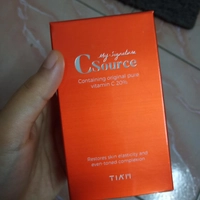 My Signature
C Source
Containing original pure
vitamin C 20%
Restores skin elasticity and
even-toned complexion
TIAM